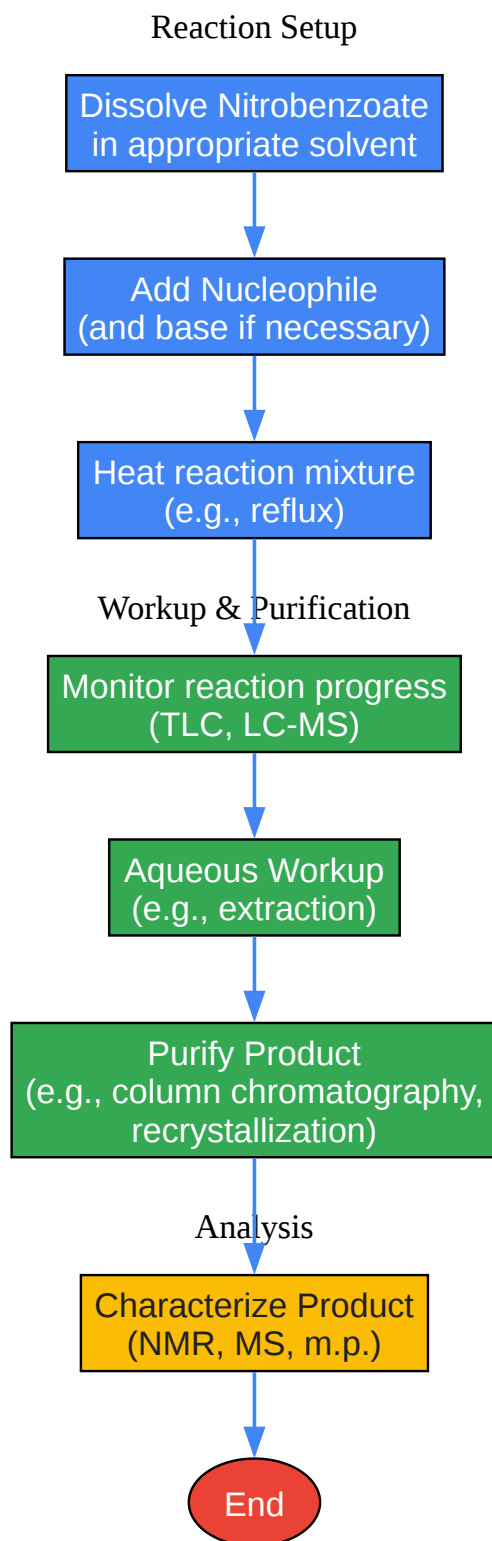 Reaction Setup
Dissolve Nitrobenzoate
in appropriate solvent
Add Nucleophile
(and base if necessary)
Heat reaction mixture
(e.g., reflux)
Workup & Purification
Monitor reaction progress
(TLC, LC-MS)
Aqueous Workup
(e.g., extraction)
Purify Product
(e.g., column chromatography,
recrystallization)
Analysis
Characterize Product
(NMR, MS, m.p.)
End